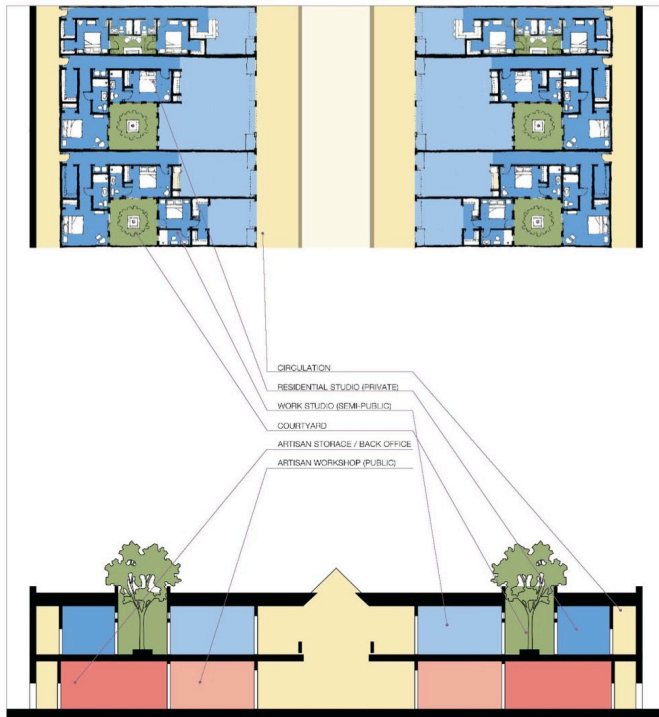 CIRCULATION
RESIDENTIAL STUDIO (PRIVATE)
WORK STUDIO (SEMI-PUBLIC)
COURTYARD
ARTISAN STORAGE / BACK OFFICE
ARTISAN WORKSHOP (PUBLIC)